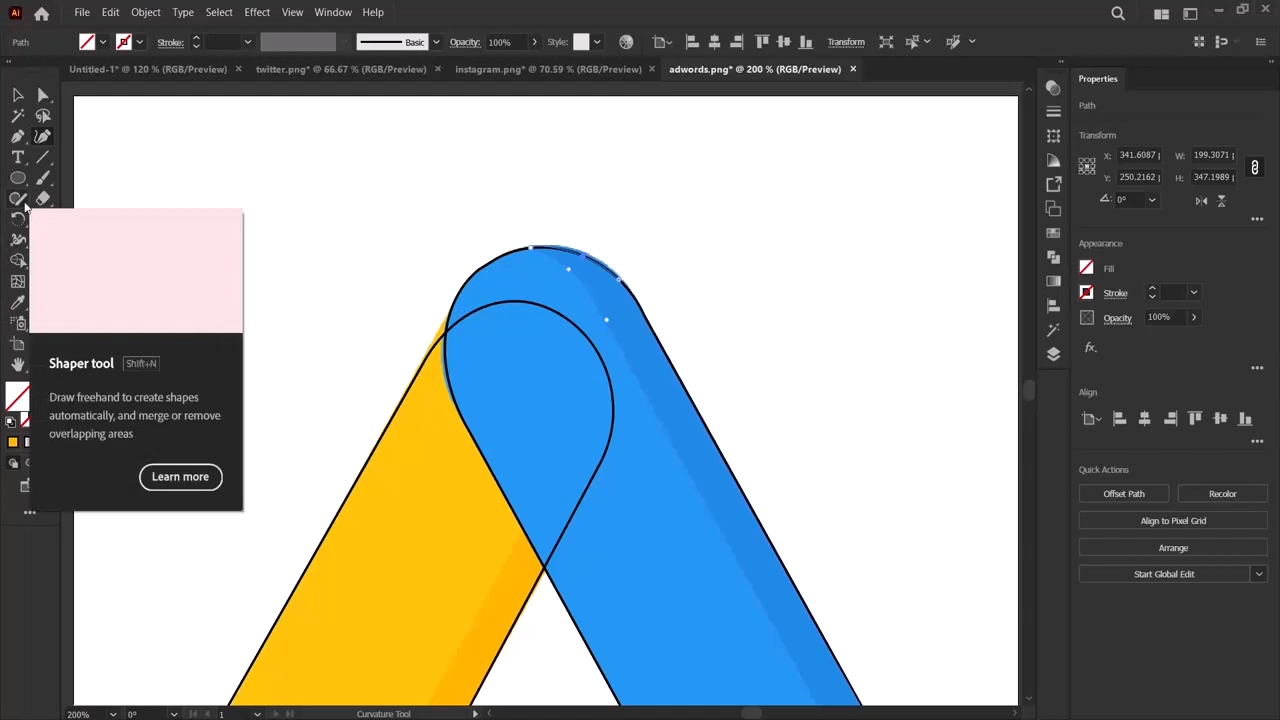 Ai File Edit Object Type Select Effect View Window Help
Path Stroke: Basic Opacity: 100% Style: Transform
Untitled-1* @ 120 % (RGB/Preview) × twitter.png* @ 66.67 % (RGB/Preview) × instagram.png* @ 70.59 % (RGB/Preview) × adwords.png* @ 200 % (RGB/Preview) ×
Properties
Path
Transform
X: 341.6087 W: 199.3071
Y: 250.2162 H: 347.1989
0°
Appearance
Fill
Stroke
Opacity 100%
fx.
Align
Quick Actions
Offset Path Recolor
Align to Pixel Grid
Arrange
Start Global Edit
T
Shaper tool Shift+N
Draw freehand to create shapes
automatically, and merge or remove
overlapping areas
Learn more
200% 0° 1 Curvature Tool